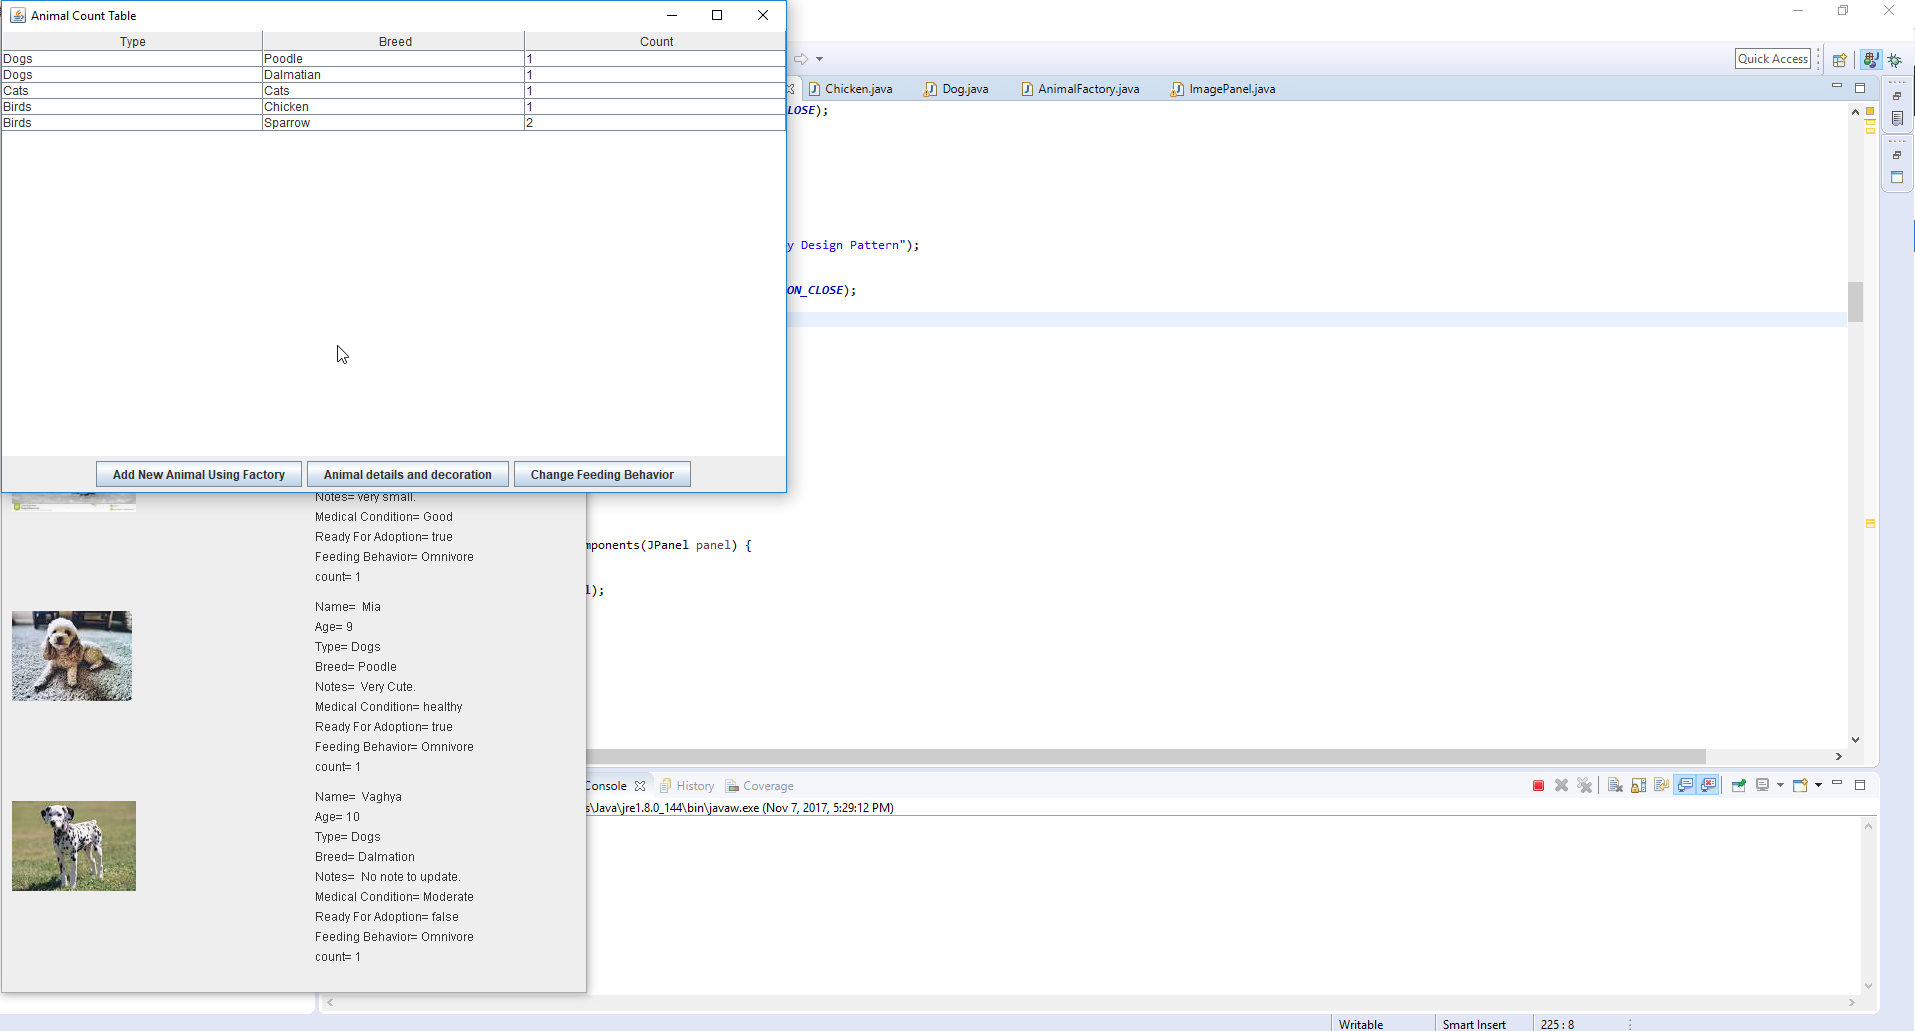 Animal Count Table
Type Breed Count
Dogs Poodle 1
Dogs Dalmatian 1
Cats Cats 1
Birds Chicken 1
Birds Sparrow 2
Add New Animal Using Factory Animal details and decoration Change Feeding Behavior
Quick Access
Chicken.java Dog.java AnimalFactory.java ImagePanel.java
LOSE);
y Design Pattern");
ON_CLOSE);
mponents(JPanel panel) {
l);
Notes= very small.
Medical Condition= Good
Ready For Adoption= true
Feeding Behavior= Omnivore
count= 1
Name=  Mia
Age= 9
Type= Dogs
Breed= Poodle
Notes=  Very Cute.
Medical Condition= healthy
Ready For Adoption= true
Feeding Behavior= Omnivore
count= 1
Name=  Vaghya
Age= 10
Type= Dogs
Breed= Dalmation
Notes=  No note to update.
Medical Condition= Moderate
Ready For Adoption= false
Feeding Behavior= Omnivore
count= 1
Console History Coverage
s\Java\jre1.8.0_144\bin\javaw.exe (Nov 7, 2017, 5:29:12 PM)
Writable Smart Insert 225 : 8